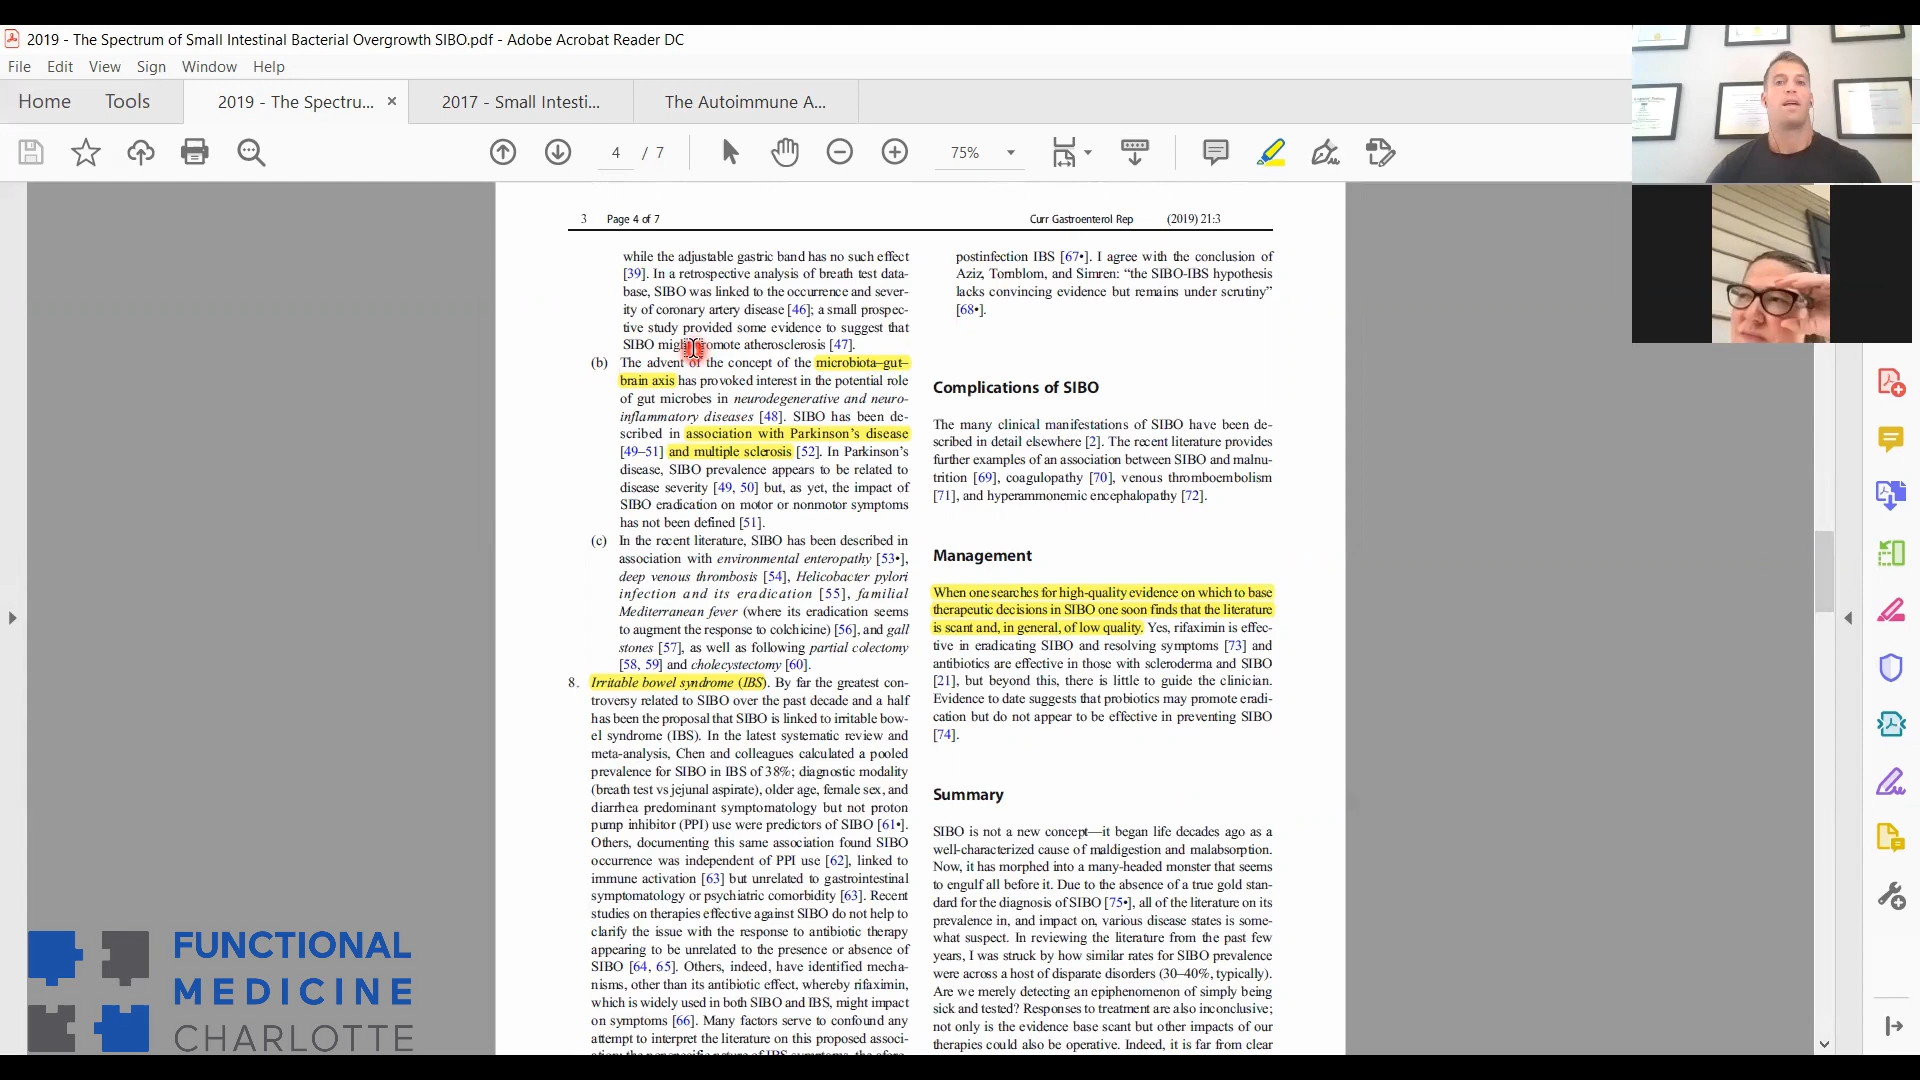 2019 - The Spectrum of Small Intestinal Bacterial Overgrowth SIBO.pdf - Adobe Acrobat Reader DC
File Edit View Sign Window Help
Home Tools 2019 - The Spectru... × 2017 - Small Intesti... The Autoimmune A...
4 / 7 75%
3 Page 4 of 7 Curr Gastroenterol Rep (2019) 21:3
while the adjustable gastric band has no such effect
[39]. In a retrospective analysis of breath test data-
base, SIBO was linked to the occurrence and sever-
ity of coronary artery disease [46]; a small prospec-
tive study provided some evidence to suggest that
SIBO might promote atherosclerosis [47].
(b) The advent of the concept of the microbiota–gut–
brain axis has provoked interest in the potential role
of gut microbes in neurodegenerative and neuro-
inflammatory diseases [48]. SIBO has been de-
scribed in association with Parkinson's disease
[49–51] and multiple sclerosis [52]. In Parkinson's
disease, SIBO prevalence appears to be related to
disease severity [49, 50] but, as yet, the impact of
SIBO eradication on motor or nonmotor symptoms
has not been defined [51].
(c) In the recent literature, SIBO has been described in
association with environmental enteropathy [53•],
deep venous thrombosis [54], Helicobacter pylori
infection and its eradication [55], familial
Mediterranean fever (where its eradication seems
to augment the response to colchicine) [56], and gall
stones [57], as well as following partial colectomy
[58, 59] and cholecystectomy [60].
8. Irritable bowel syndrome (IBS). By far the greatest con-
troversy related to SIBO over the past decade and a half
has been the proposal that SIBO is linked to irritable bow-
el syndrome (IBS). In the latest systematic review and
meta-analysis, Chen and colleagues calculated a pooled
prevalence for SIBO in IBS of 38%; diagnostic modality
(breath test vs jejunal aspirate), older age, female sex, and
diarrhea predominant symptomatology but not proton
pump inhibitor (PPI) use were predictors of SIBO [61•].
Others, documenting this same association found SIBO
occurrence was independent of PPI use [62], linked to
immune activation [63] but unrelated to gastrointestinal
symptomatology or psychiatric comorbidity [63]. Recent
studies on therapies effective against SIBO do not help to
clarify the issue with the response to antibiotic therapy
appearing to be unrelated to the presence or absence of
SIBO [64, 65]. Others, indeed, have identified mecha-
nisms, other than its antibiotic effect, whereby rifaximin,
which is widely used in both SIBO and IBS, might impact
on symptoms [66]. Many factors serve to confound any
attempt to interpret the literature on this proposed associ-
postinfection IBS [67•]. I agree with the conclusion of
Aziz, Tornblom, and Simren: “the SIBO-IBS hypothesis
lacks convincing evidence but remains under scrutiny”
[68•].
Complications of SIBO
The many clinical manifestations of SIBO have been de-
scribed in detail elsewhere [2]. The recent literature provides
further examples of an association between SIBO and malnu-
trition [69], coagulopathy [70], venous thromboembolism
[71], and hyperammonemic encephalopathy [72].
Management
When one searches for high-quality evidence on which to base
therapeutic decisions in SIBO one soon finds that the literature
is scant and, in general, of low quality. Yes, rifaximin is effec-
tive in eradicating SIBO and resolving symptoms [73] and
antibiotics are effective in those with scleroderma and SIBO
[21], but beyond this, there is little to guide the clinician.
Evidence to date suggests that probiotics may promote eradi-
cation but do not appear to be effective in preventing SIBO
[74].
Summary
SIBO is not a new concept—it began life decades ago as a
well-characterized cause of maldigestion and malabsorption.
Now, it has morphed into a many-headed monster that seems
to engulf all before it. Due to the absence of a true gold stan-
dard for the diagnosis of SIBO [75•], all of the literature on its
prevalence in, and impact on, various disease states is some-
what suspect. In reviewing the literature from the past few
years, I was struck by how similar rates for SIBO prevalence
were across a host of disparate disorders (30–40%, typically).
Are we merely detecting an epiphenomenon of simply being
sick and tested? Responses to treatment are also inconclusive;
not only is the evidence base scant but other impacts of our
therapies could also be operative. Indeed, it is far from clear
FUNCTIONAL
MEDICINE
CHARLOTTE